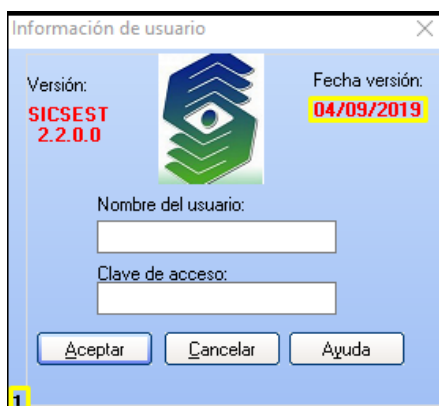 Información de usuario
Versión:
SICSEST
2.2.0.0
Fecha versión:
04/09/2019
Nombre del usuario:
Clave de acceso:
Aceptar
Cancelar
Ayuda
1